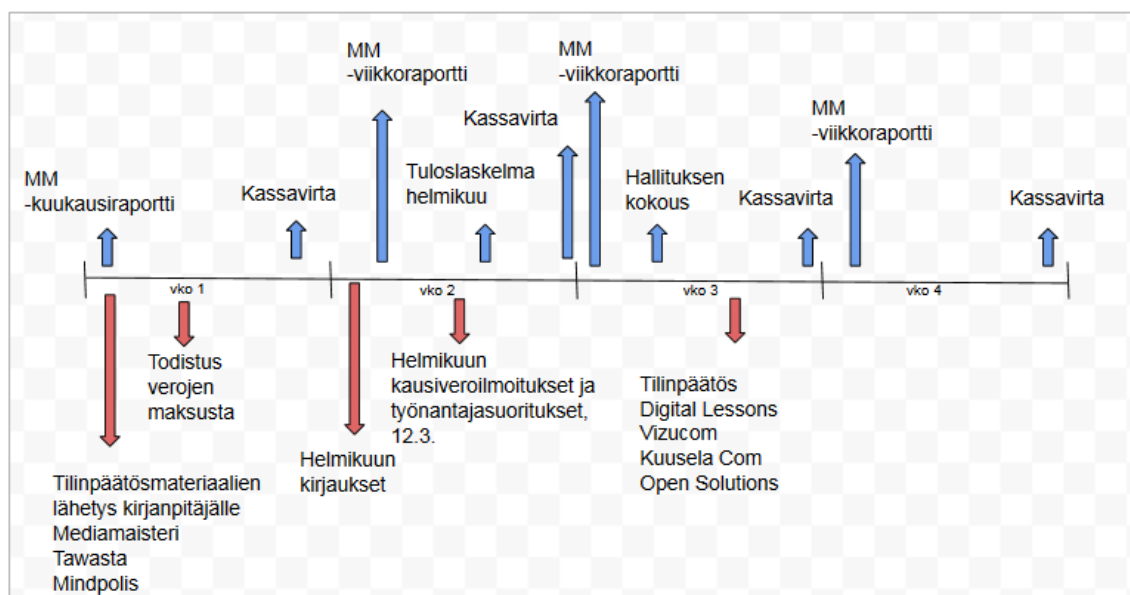 MM
-viikkoraportti
MM
-viikkoraportti
Kassavirta
MM
-viikkoraportti
MM
-kuukausiraportti
Kassavirta
Tuloslaskelma
helmikuu
Hallituksen
kokous
Kassavirta
Kassavirta
vko 1
vko 2
vko 3
vko 4
Todistus
verojen
maksusta
Helmikuun
kausiveroilmoitukset ja
työnantajasuoritukset,
12.3.
Tilinpäätös
Digital Lessons
Vizucom
Kuusela Com
Open Solutions
Helmikuun
kirjaukset
Tilinpäätösmateriaalien
lähetys kirjanpitäjälle
Mediamaisteri
Tawasta
Mindpolis